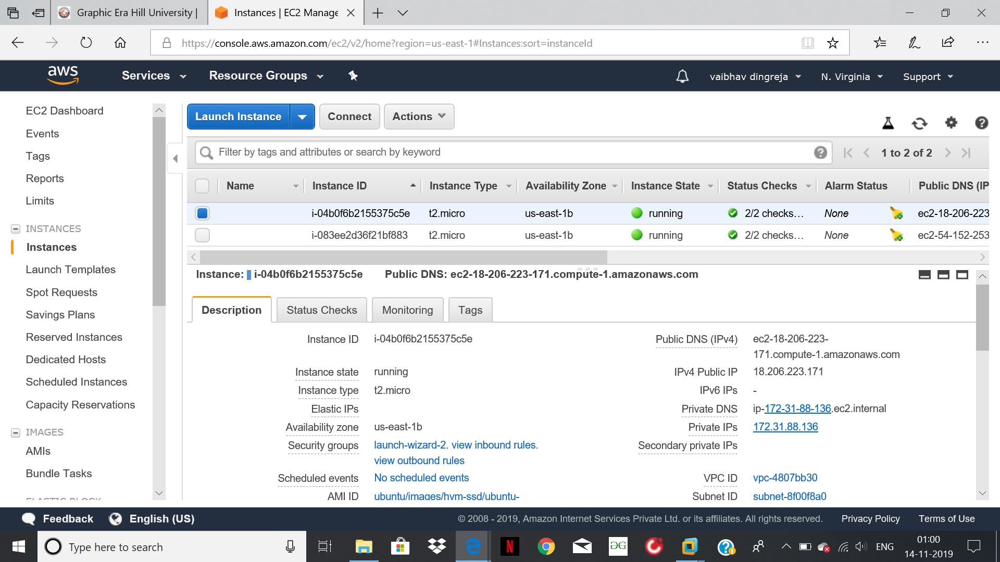 Graphic Era Hill University |
Instances | EC2 Manage
https://console.aws.amazon.com/ec2/v2/home?region=us-east-1#Instances:sort=instanceId
aws
Services
Resource Groups
vaibhav dingreja
N. Virginia
Support
EC2 Dashboard
Events
Tags
Reports
Limits
INSTANCES
Instances
Launch Templates
Spot Requests
Savings Plans
Reserved Instances
Dedicated Hosts
Scheduled Instances
Capacity Reservations
IMAGES
AMIs
Bundle Tasks
Launch Instance
Connect
Actions
Filter by tags and attributes or search by keyword
1 to 2 of 2
Name Instance ID Instance Type Availability Zone Instance State Status Checks Alarm Status Public DNS (IP
i-04b0f6b2155375c5e t2.micro us-east-1b running 2/2 checks... None ec2-18-206-223
i-083ee2d36f21bf883 t2.micro us-east-1b running 2/2 checks... None ec2-54-152-253
Instance: i-04b0f6b2155375c5e Public DNS: ec2-18-206-223-171.compute-1.amazonaws.com
Description
Status Checks
Monitoring
Tags
Instance ID i-04b0f6b2155375c5e
Instance state running
Instance type t2.micro
Elastic IPs
Availability zone us-east-1b
Security groups launch-wizard-2. view inbound rules.
view outbound rules
Scheduled events No scheduled events
AMI ID ubuntu/images/hvm-ssd/ubuntu-
Public DNS (IPv4) ec2-18-206-223-
171.compute-1.amazonaws.com
IPv4 Public IP 18.206.223.171
IPv6 IPs -
Private DNS ip-172-31-88-136.ec2.internal
Private IPs 172.31.88.136
Secondary private IPs
VPC ID vpc-4807bb30
Subnet ID subnet-8f00f8a0
Feedback
English (US)
© 2008 - 2019, Amazon Internet Services Private Ltd. or its affiliates. All rights reserved.
Privacy Policy
Terms of Use
Type here to search
N
ENG
01:00
14-11-2019